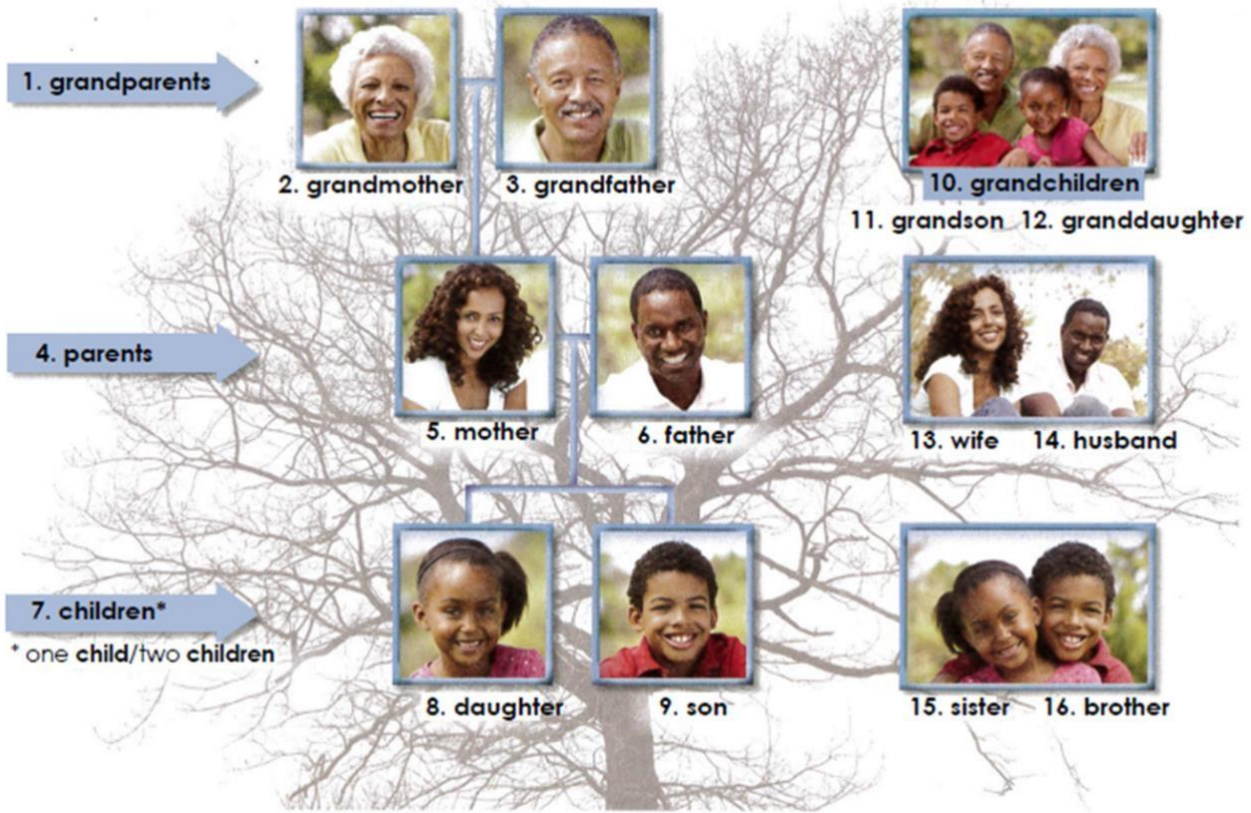 1. grandparents
2. grandmother
3. grandfather
10. grandchildren
11. grandson 12. granddaughter
4. parents
5. mother
6. father
13. wife 14. husband
7. children*
* one child/two children
8. daughter
9. son
15. sister 16. brother